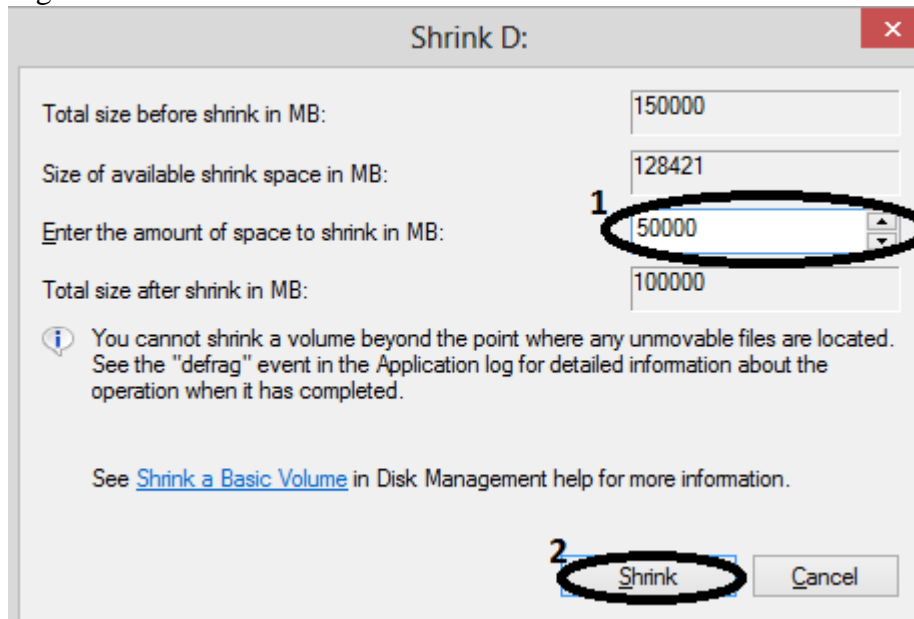 Shrink D:
Total size before shrink in MB: 150000
Size of available shrink space in MB: 128421
1
Enter the amount of space to shrink in MB: 50000
Total size after shrink in MB: 100000
You cannot shrink a volume beyond the point where any unmovable files are located.
See the "defrag" event in the Application log for detailed information about the
operation when it has completed.
See Shrink a Basic Volume in Disk Management help for more information.
2
Shrink Cancel